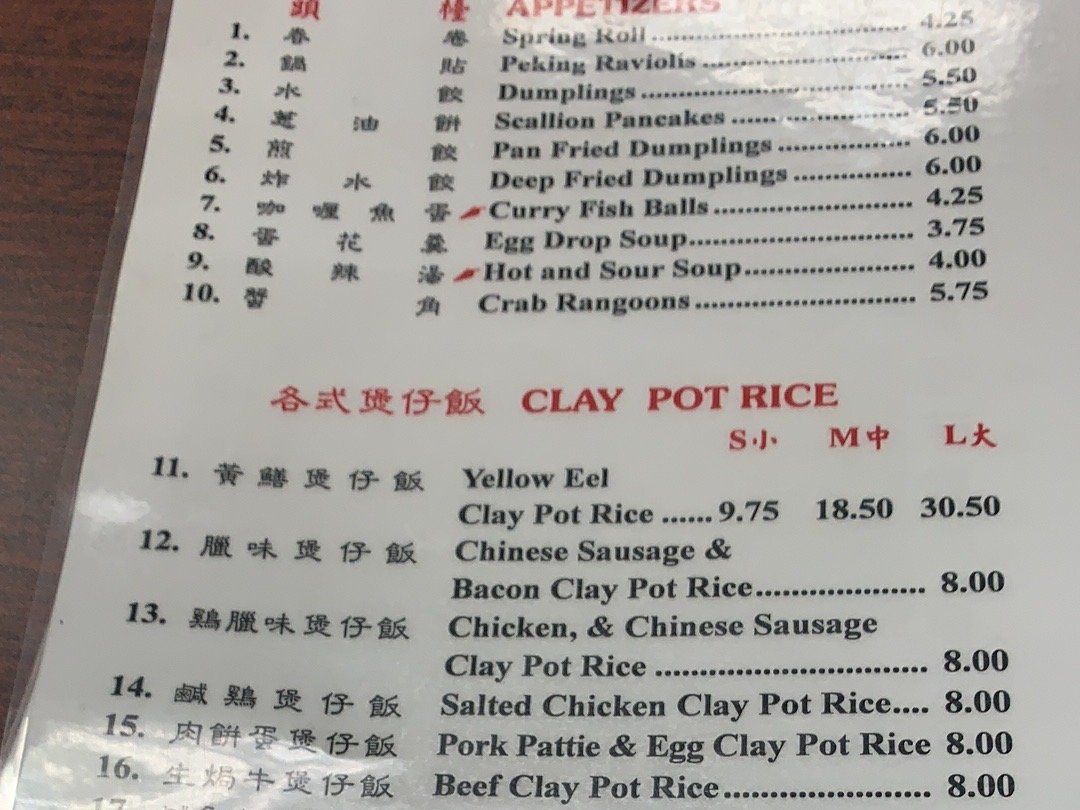 頭 檯 APPETIZERS
1. 春 卷 Spring Roll 4.25
2. 鍋 貼 Peking Raviolis 6.00
3. 水 餃 Dumplings 5.50
4. 葱 油 餅 Scallion Pancakes 5.50
5. 煎 餃 Pan Fried Dumplings 6.00
6. 炸 水 餃 Deep Fried Dumplings 6.00
7. 咖 喱 魚 蛋 Curry Fish Balls 4.25
8. 蛋 花 羹 Egg Drop Soup 3.75
9. 酸 辣 湯 Hot and Sour Soup 4.00
10. 蟹 角 Crab Rangoons 5.75
各式煲仔飯 CLAY POT RICE
S小 M中 L大
11. 黃鱔煲仔飯 Yellow Eel
Clay Pot Rice ...... 9.75 18.50 30.50
12. 臘味煲仔飯 Chinese Sausage &
Bacon Clay Pot Rice 8.00
13. 鷄臘味煲仔飯 Chicken, & Chinese Sausage
Clay Pot Rice 8.00
14. 鹹鷄煲仔飯 Salted Chicken Clay Pot Rice.... 8.00
15. 肉餅蛋煲仔飯 Pork Pattie & Egg Clay Pot Rice 8.00
16. 生焗牛煲仔飯 Beef Clay Pot Rice 8.00
17.